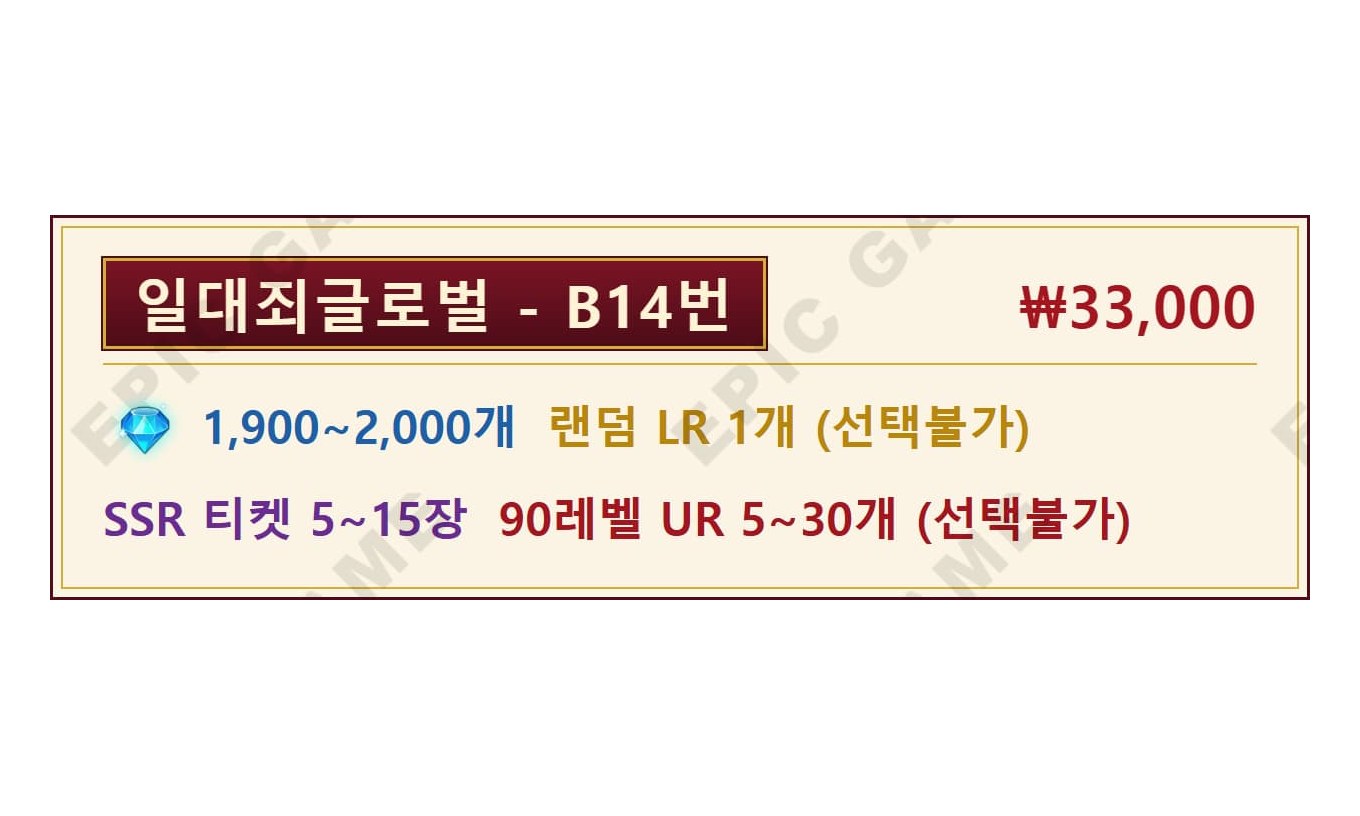 일대죄글로벌 - B14번
₩33,000
1,900~2,000개 랜덤 LR 1개 (선택불가)
SSR 티켓 5~15장 90레벨 UR 5~30개 (선택불가)
EPIC GAME